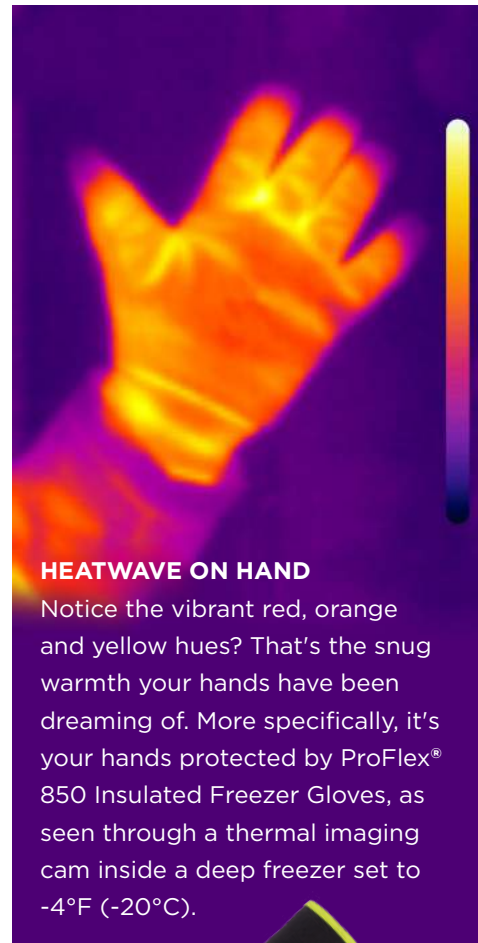 HEATWAVE ON HAND
Notice the vibrant red, orange
and yellow hues? That's the snug
warmth your hands have been
dreaming of. More specifically, it's
your hands protected by ProFlex®
850 Insulated Freezer Gloves, as
seen through a thermal imaging
cam inside a deep freezer set to
-4°F (-20°C).